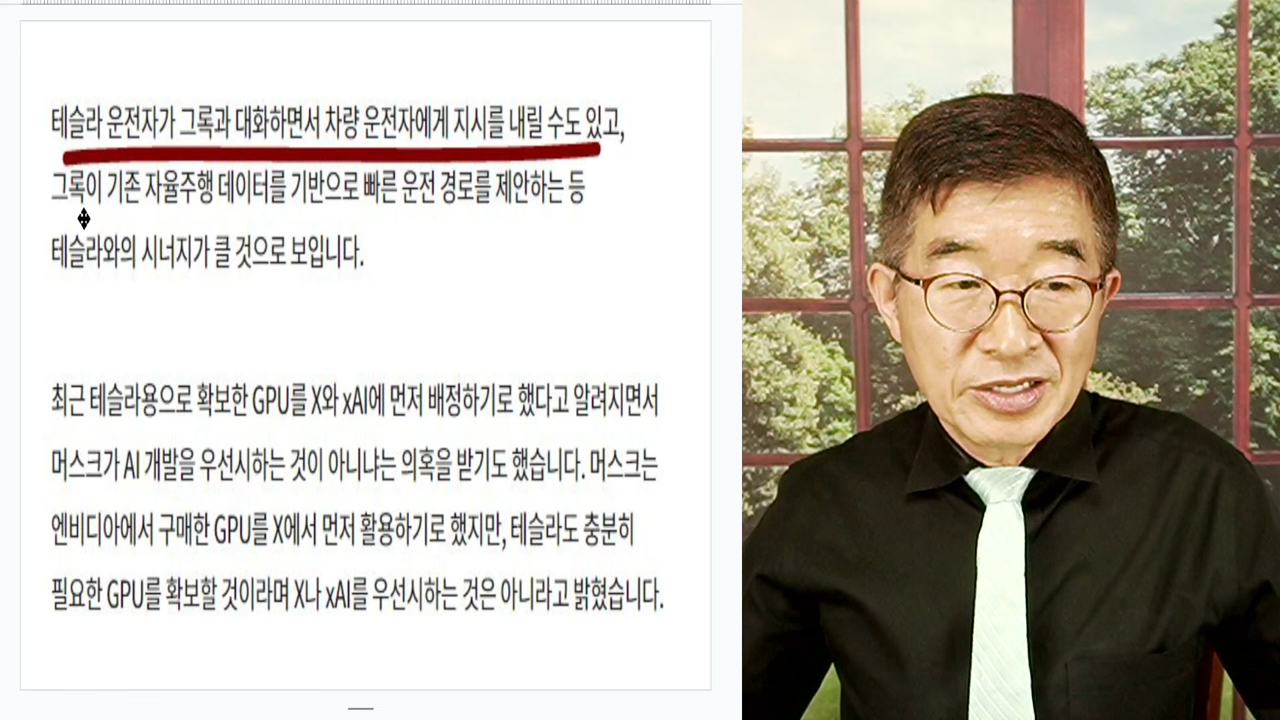 테슬라 운전자가 그록과 대화하면서 차량 운전자에게 지시를 내릴 수도 있고,
그록이 기존 자율주행 데이터를 기반으로 빠른 운전 경로를 제안하는 등
테슬라와의 시너지가 클 것으로 보입니다.
최근 테슬라용으로 확보한 GPU를 X와 xAI에 먼저 배정하기로 했다고 알려지면서
머스크가 AI 개발을 우선시하는 것이 아니냐는 의혹을 받기도 했습니다. 머스크는
엔비디아에서 구매한 GPU를 X에서 먼저 활용하기로 했지만, 테슬라도 충분히
필요한 GPU를 확보할 것이라며 X나 xAI를 우선시하는 것은 아니라고 밝혔습니다.